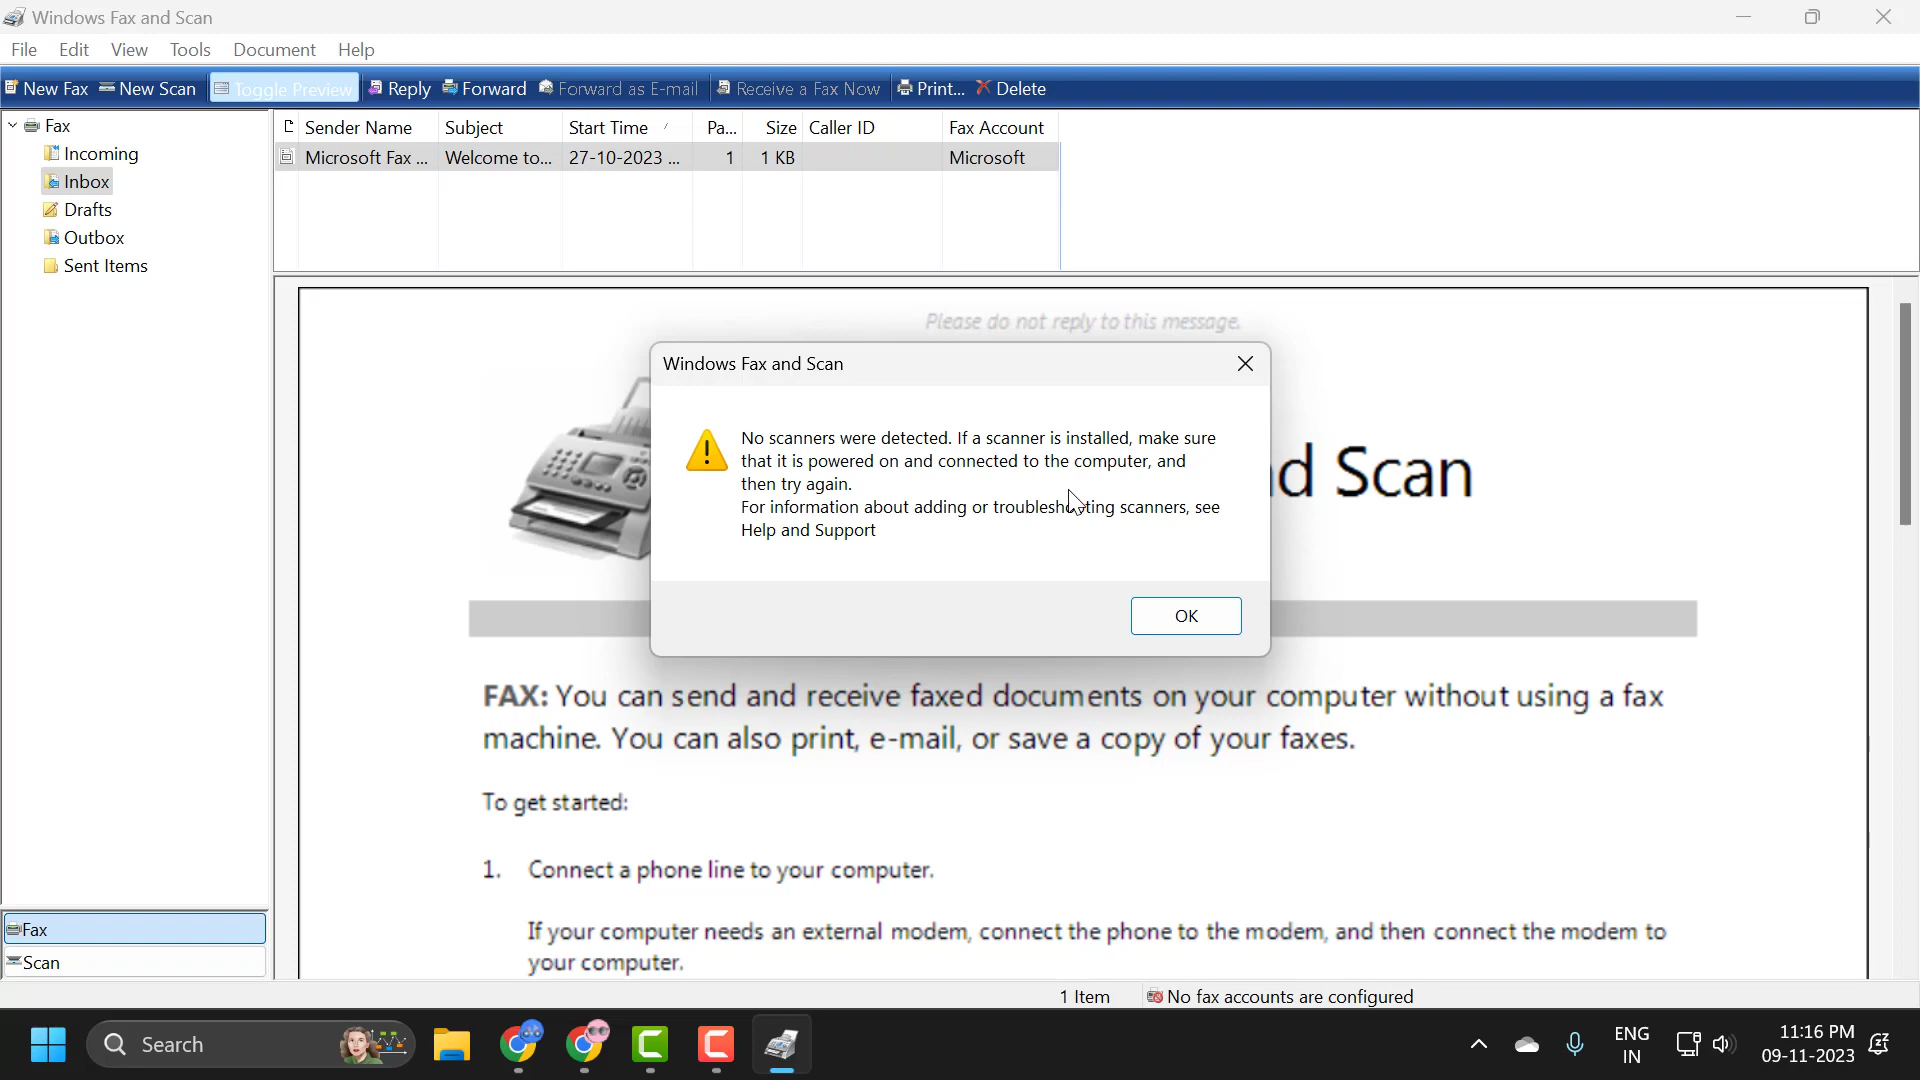 Windows Fax and Scan
File Edit View Tools Document Help
New Fax New Scan Toggle Preview Reply Forward Forward as E-mail Receive a Fax Now Print... Delete
Fax
Incoming
Inbox
Drafts
Outbox
Sent Items
Sender Name Subject Start Time Pa... Size Caller ID Fax Account
Microsoft Fax ... Welcome to... 27-10-2023 ... 1 1 KB Microsoft
Please do not reply to this message.
d Scan
Windows Fax and Scan
No scanners were detected. If a scanner is installed, make sure
that it is powered on and connected to the computer, and
then try again.
For information about adding or troubleshooting scanners, see
Help and Support
OK
FAX: You can send and receive faxed documents on your computer without using a fax
machine. You can also print, e-mail, or save a copy of your faxes.
To get started:
1. Connect a phone line to your computer.
If your computer needs an external modem, connect the phone to the modem, and then connect the modem to
your computer.
Fax
Scan
1 Item No fax accounts are configured
Search
ENG
IN
11:16 PM
09-11-2023